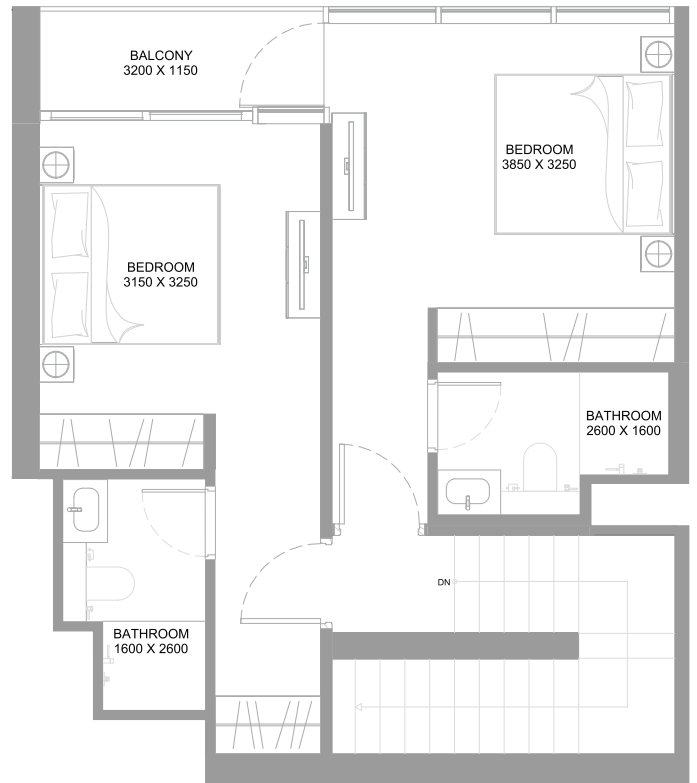 BALCONY
3200 X 1150
BEDROOM
3850 X 3250
BEDROOM
3150 X 3250
BATHROOM
2600 X 1600
DN
BATHROOM
1600 X 2600